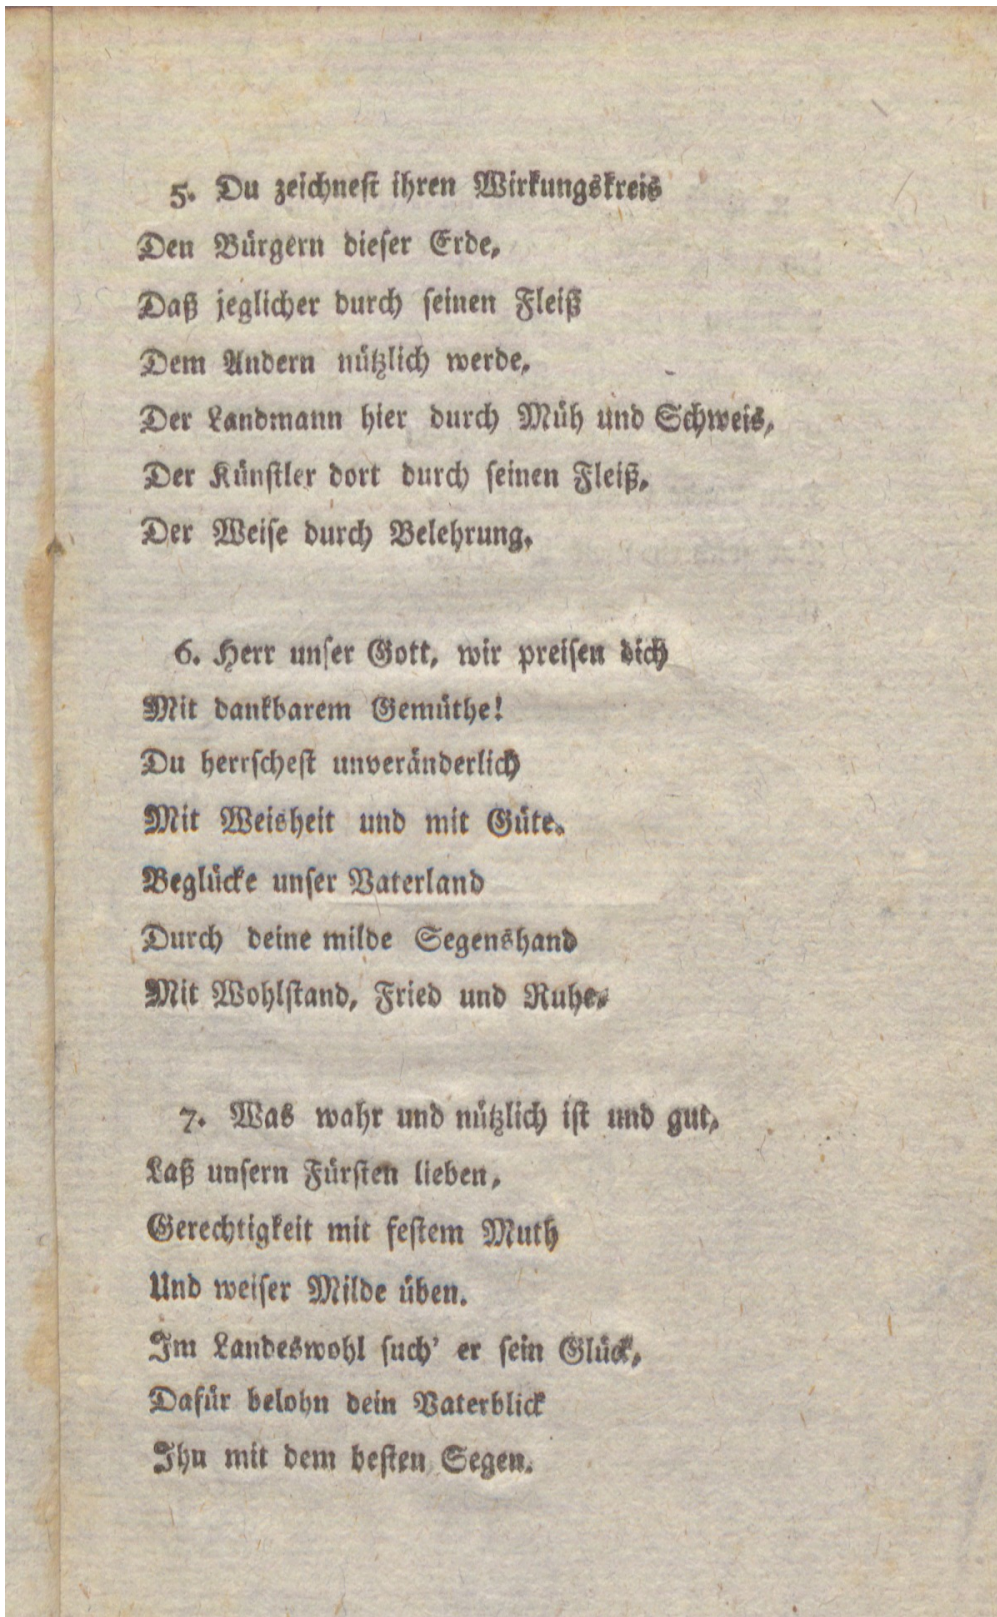 5. Du zeichnest ihren Wirkungskreis
Den Bürgern dieser Erde,
Daß jeglicher durch seinen Fleiß
Dem Andern nützlich werde,
Der Landmann hier durch Müh und Schweis,
Der Künstler dort durch seinen Fleiß,
Der Weise durch Belehrung.
6. Herr unser Gott, wir preisen dich
Mit dankbarem Gemüthe!
Du herrschest unveränderlich
Mit Weisheit und mit Güte.
Beglücke unser Vaterland
Durch deine milde Segenshand
Mit Wohlstand, Fried und Ruhe.
7. Was wahr und nützlich ist und gut,
Laß unsern Fürsten lieben,
Gerechtigkeit mit festem Muth
Und weiser Milde üben.
Im Landeswohl such' er sein Glück,
Dafür belohn dein Vaterblick
Ihn mit dem besten Segen.